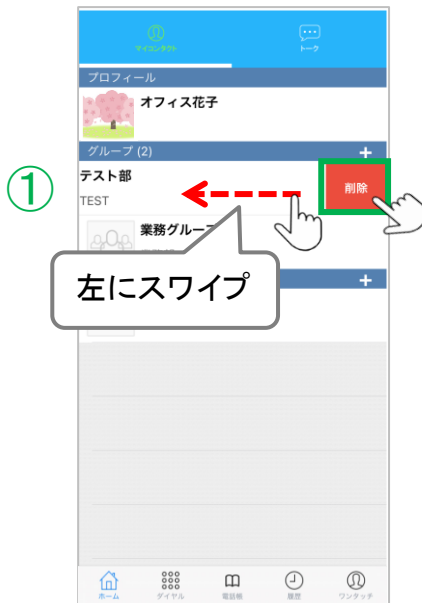 マイコンタクト
トーク
プロフィール
オフィス花子
グループ (2)
+
①
テスト部
TEST
削除
業務グルー
左にスワイプ
+
ホーム
ダイヤル
電話帳
履歴
ワンタッチ